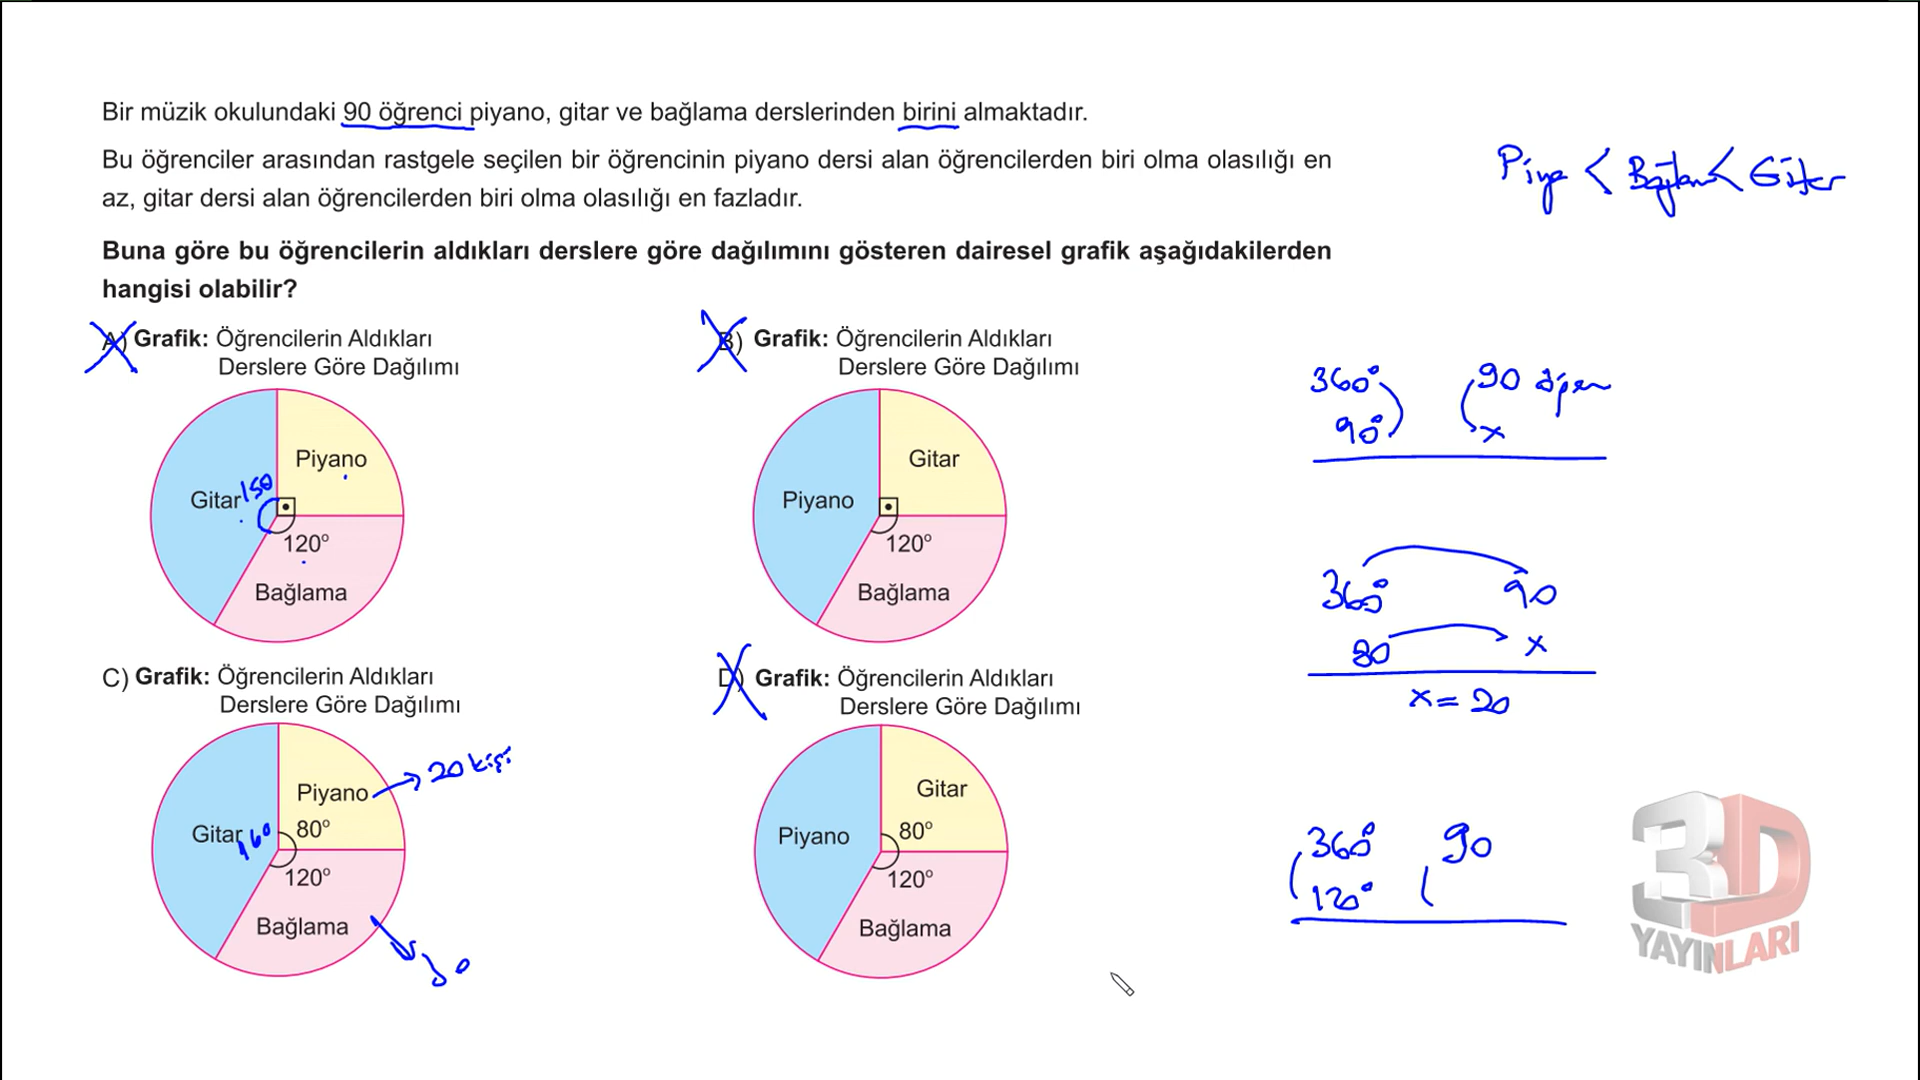 Bir müzik okulundaki 90 öğrenci piyano, gitar ve bağlama derslerinden birini almaktadır.
Bu öğrenciler arasından rastgele seçilen bir öğrencinin piyano dersi alan öğrencilerden biri olma olasılığı en
az, gitar dersi alan öğrencilerden biri olma olasılığı en fazladır.
< <
Buna göre bu öğrencilerin aldıkları derslere göre dağılımını gösteren dairesel grafik aşağıdakilerden
hangisi olabilir?
A) Grafik: Öğrencilerin Aldıkları
Derslere Göre Dağılımı
Piyano
Gitar 150
120°
Bağlama
B) Grafik: Öğrencilerin Aldıkları
Derslere Göre Dağılımı
Gitar
Piyano
120°
Bağlama
C) Grafik: Öğrencilerin Aldıkları
Derslere Göre Dağılımı
Piyano 20 kişi
Gitar 160
80°
120°
Bağlama
30
D) Grafik: Öğrencilerin Aldıkları
Derslere Göre Dağılımı
Gitar
Piyano
80°
120°
Bağlama
360° 90
90° x
360° 90
80 x
x = 20
360° 90
120°
3D
YAYINLARI